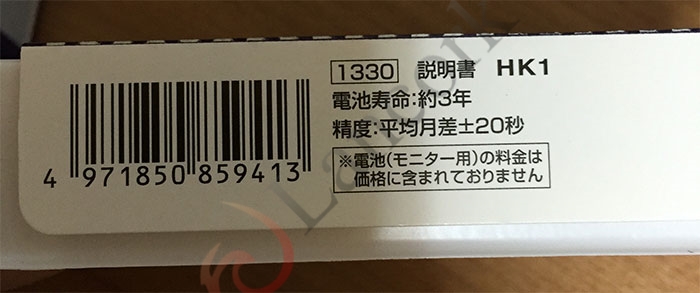 1330 説明書 HK1
電池寿命:約3年
精度:平均月差±20秒
※電池(モニター用)の料金は
価格に含まれておりません
4 971850 859413